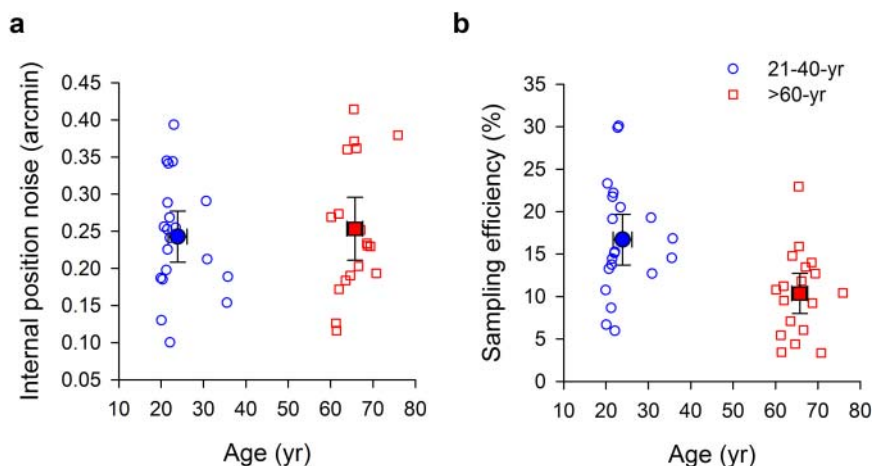 a
Internal position noise (arcmin)
0.45
0.40
0.35
0.30
0.25
0.20
0.15
0.10
0.05
10 20 30 40 50 60 70 80
Age (yr)
b
21-40-yr
>60-yr
Sampling efficiency (%)
35
30
25
20
15
10
5
0
10 20 30 40 50 60 70 80
Age (yr)